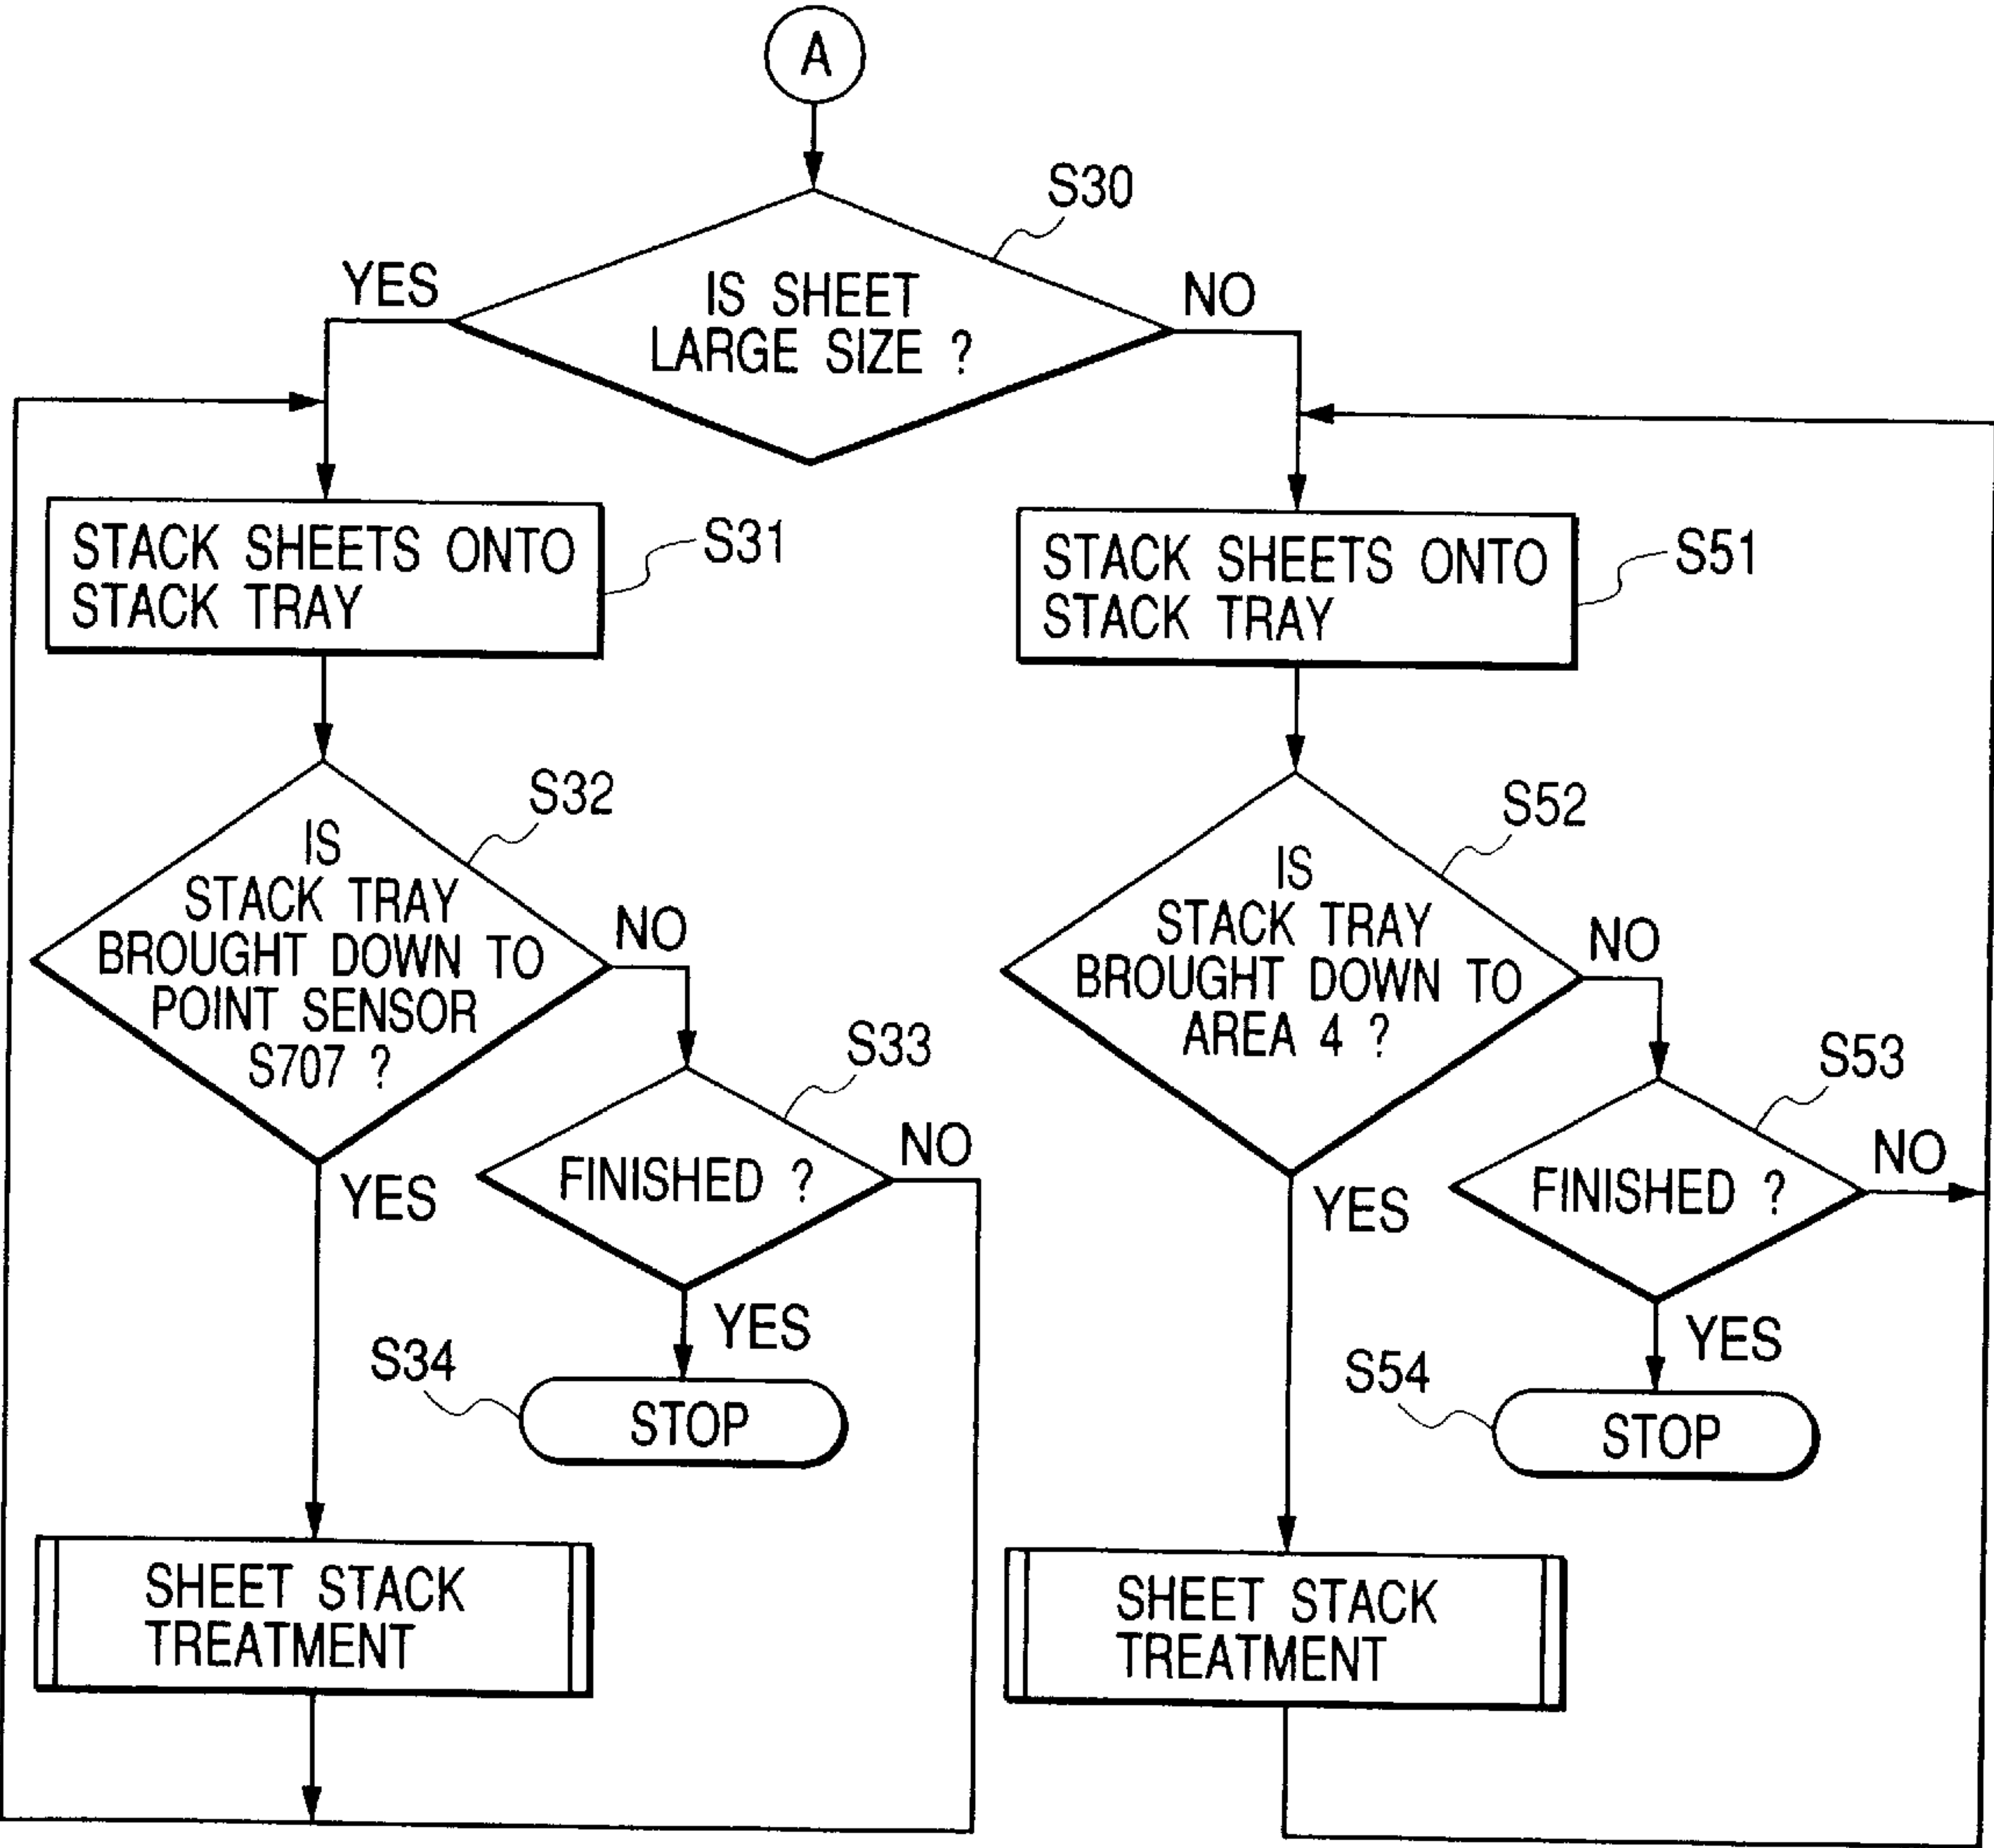 A
S30
YES
IS SHEET
LARGE SIZE ?
NO
STACK SHEETS ONTO
STACK TRAY
S31
STACK SHEETS ONTO
STACK TRAY
S51
S32
IS
STACK TRAY
BROUGHT DOWN TO
POINT SENSOR
S707 ?
NO
YES
S52
IS
STACK TRAY
BROUGHT DOWN TO
AREA 4 ?
NO
YES
S33
FINISHED ?
NO
YES
S34
STOP
S53
FINISHED ?
NO
YES
S54
STOP
SHEET STACK
TREATMENT
SHEET STACK
TREATMENT